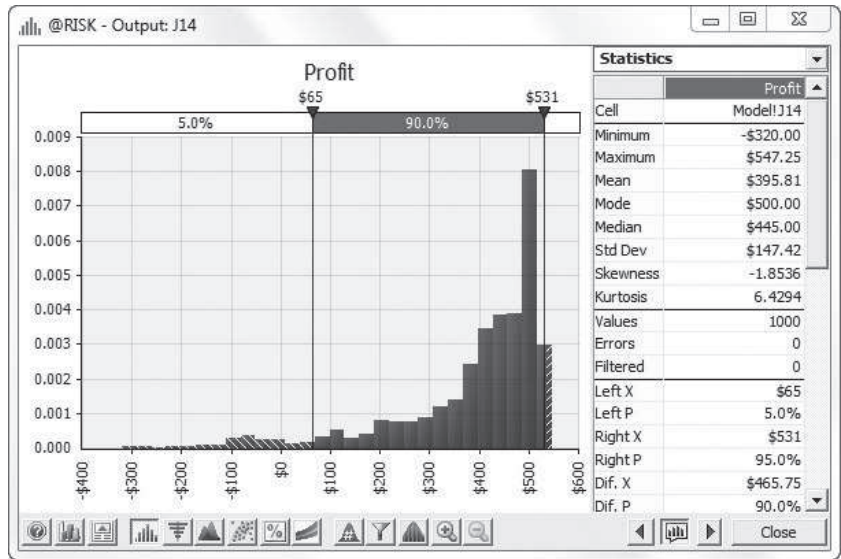 @RISK - Output: J14
Profit
$65 $531
5.0% 90.0%
0.009
0.008
0.007
0.006
0.005
0.004
0.003
0.002
0.001
0.000
-$400 -$300 -$200 -$100 $0 $100 $200 $300 $400 $500 $600
Statistics
Profit
Cell Model!J14
Minimum -$320.00
Maximum $547.25
Mean $395.81
Mode $500.00
Median $445.00
Std Dev $147.42
Skewness -1.8536
Kurtosis 6.4294
Values 1000
Errors 0
Filtered 0
Left X $65
Left P 5.0%
Right X $531
Right P 95.0%
Dif. X $465.75
Dif. P 90.0%
Close